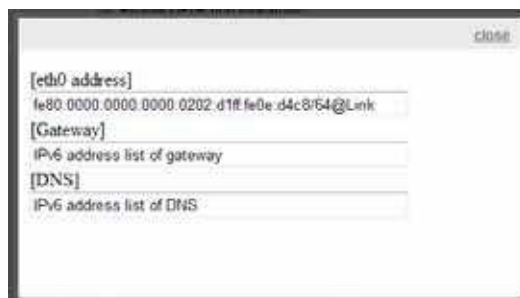 close
[eth0 address]
fe80:0000:0000:0000:0202:d1ff:fe0e:d4c8/64@Link
[Gateway]
IPv6 address list of gateway
[DNS]
IPv6 address list of DNS